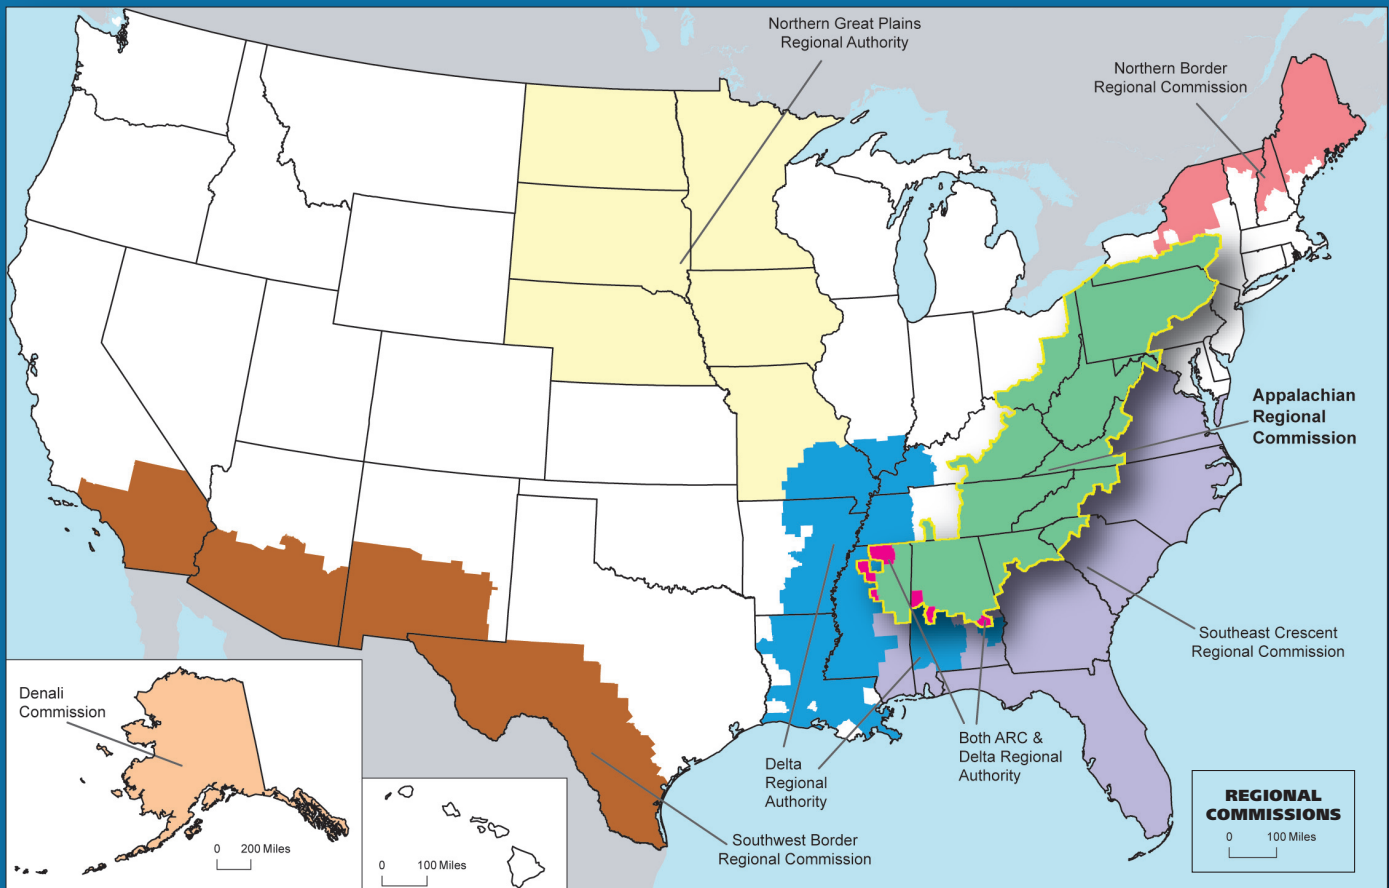 Northern Great Plains
Regional Authority
Northern Border
Regional Commission
Appalachian
Regional
Commission
Southeast Crescent
Regional Commission
Denali
Commission
Both ARC &
Delta Regional
Authority
Delta
Regional
Authority
Southwest Border
Regional Commission
REGIONAL
COMMISSIONS
0 100 Miles
0 200 Miles
0 100 Miles